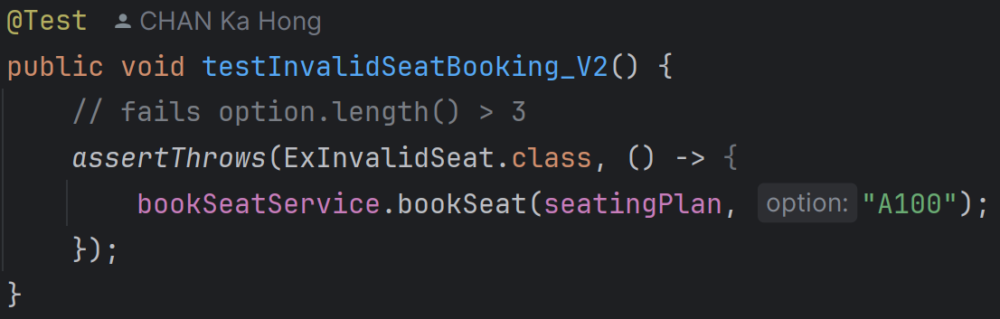 @Test CHAN Ka Hong
public void testInvalidSeatBooking_V2() {
    // fails option.length() > 3
    assertThrows(ExInvalidSeat.class, () -> {
        bookSeatService.bookSeat(seatingPlan, option: "A100");
    });
}